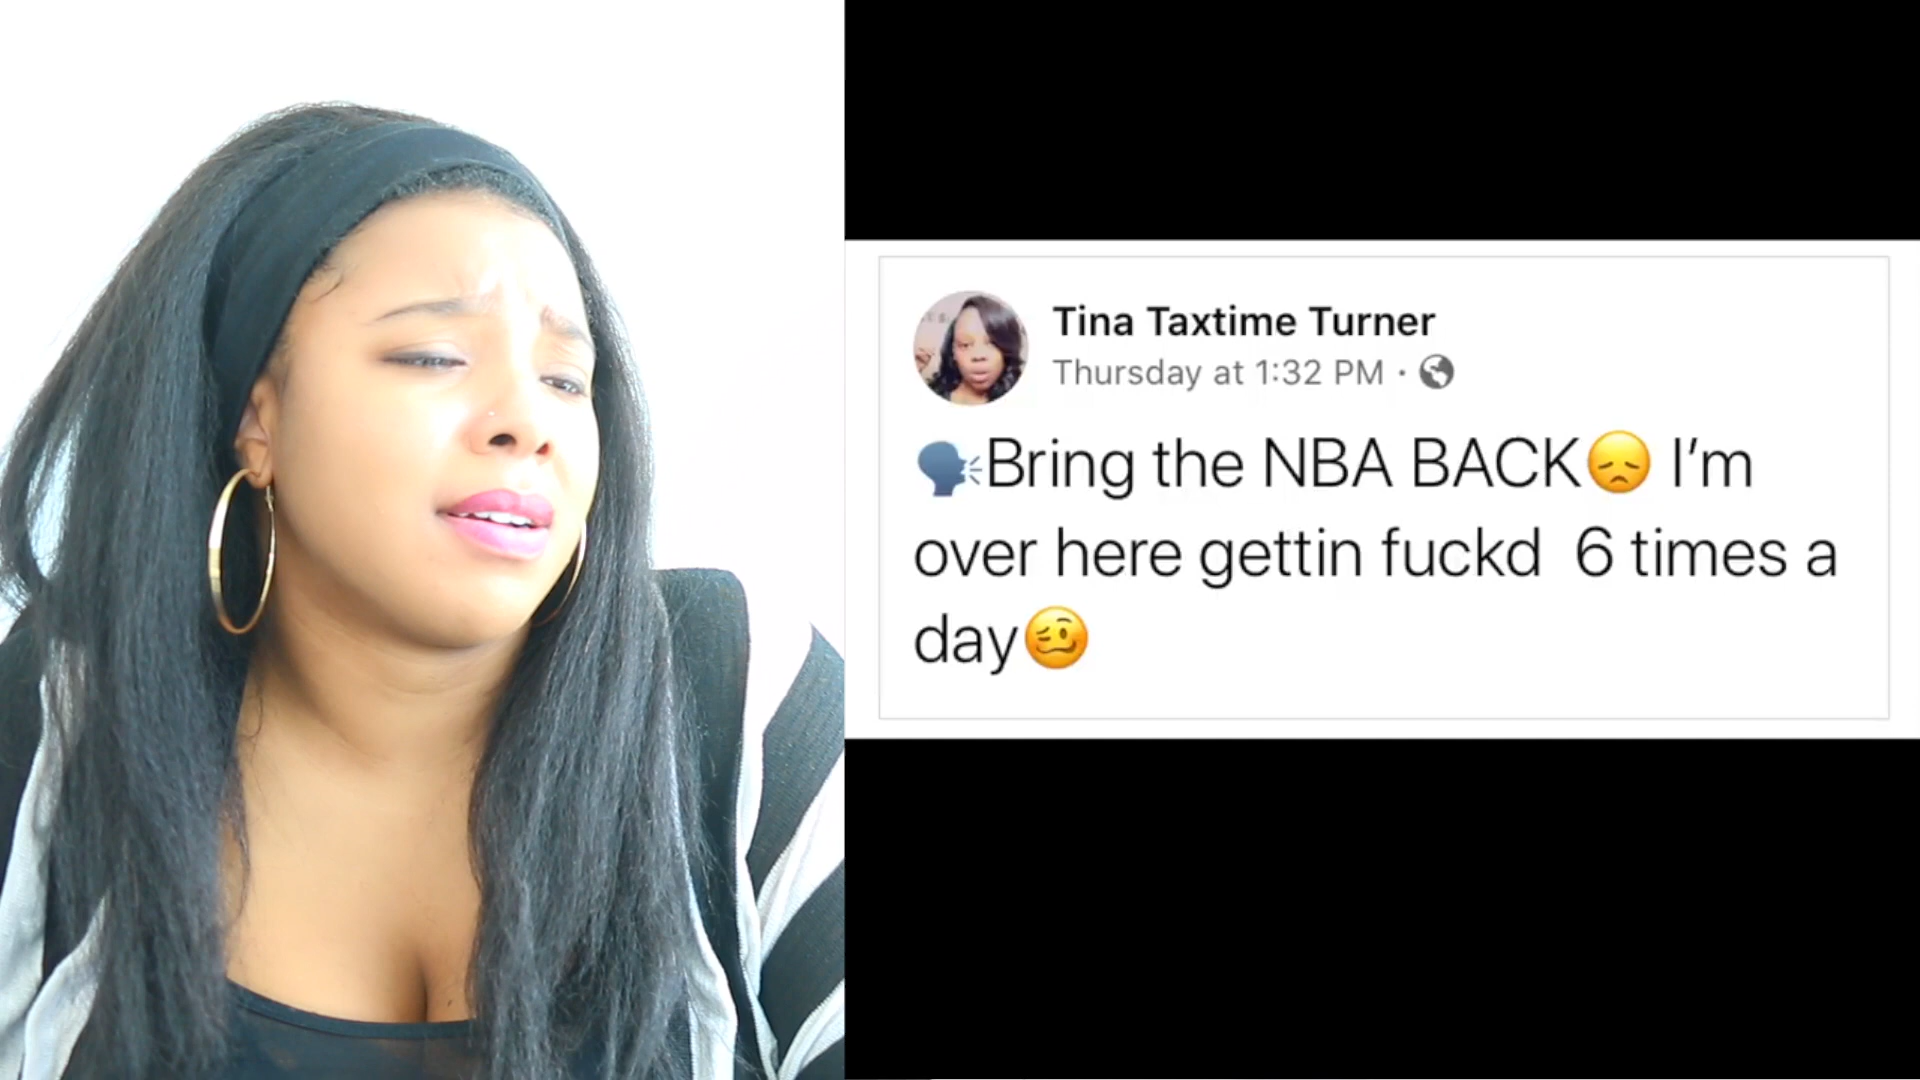 Tina Taxtime Turner
Thursday at 1:32 PM ·
🗣Bring the NBA BACK😞 I’m
over here gettin fuckd 6 times a
day🥴